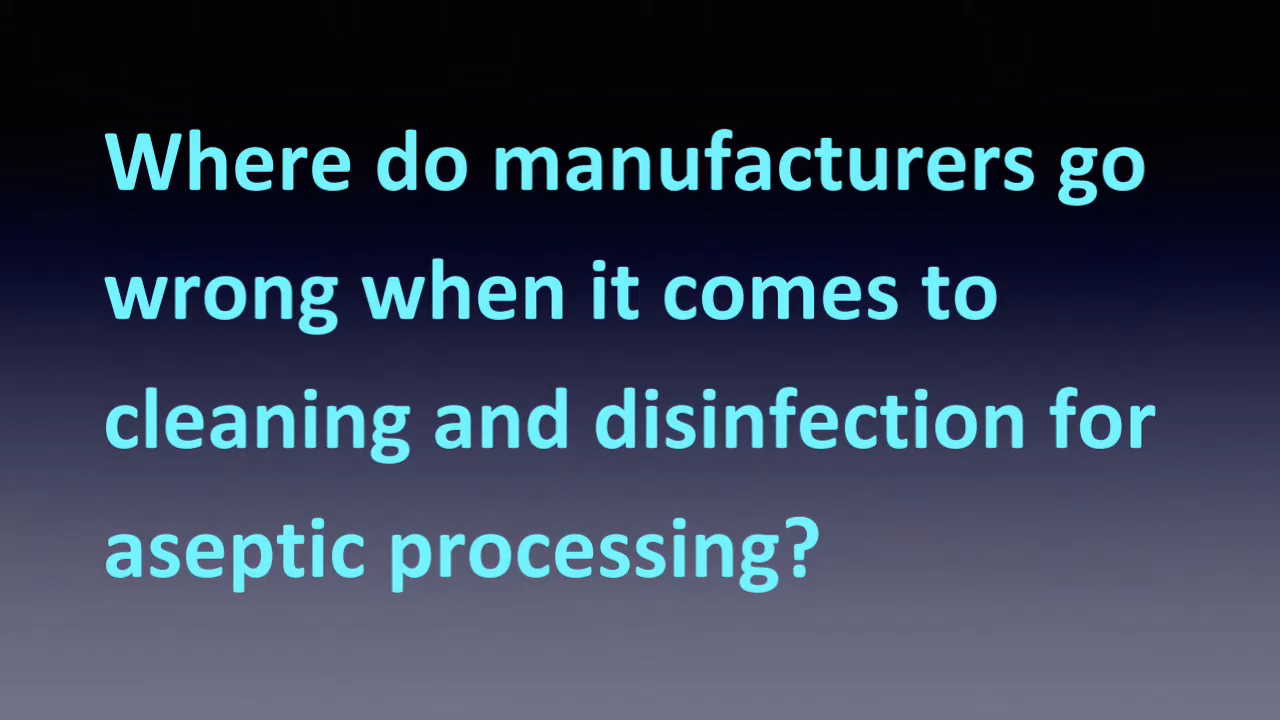 Where do manufacturers go
wrong when it comes to
cleaning and disinfection for
aseptic processing?